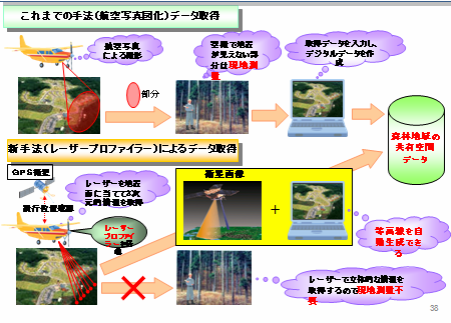 これまでの手法(航空写真図化)データ取得
航空写真
による撮影
空撮で地盤
が見えない部
分は現地測
量
取得データを入力し、
デジタルデータを作
成
部分
森林地域の
共有空間
データ
新手法(レーザープロファイラー)によるデータ取得
GPS衛星
飛行位置確認
レーザーを地盤
面に当てて3次
元的情報を取得
レーザー
プロファイ
衛星画像
+
等高線を自
動生成でき
る
レーザーで立体的な情報を
取得するので現地測量不
要
38